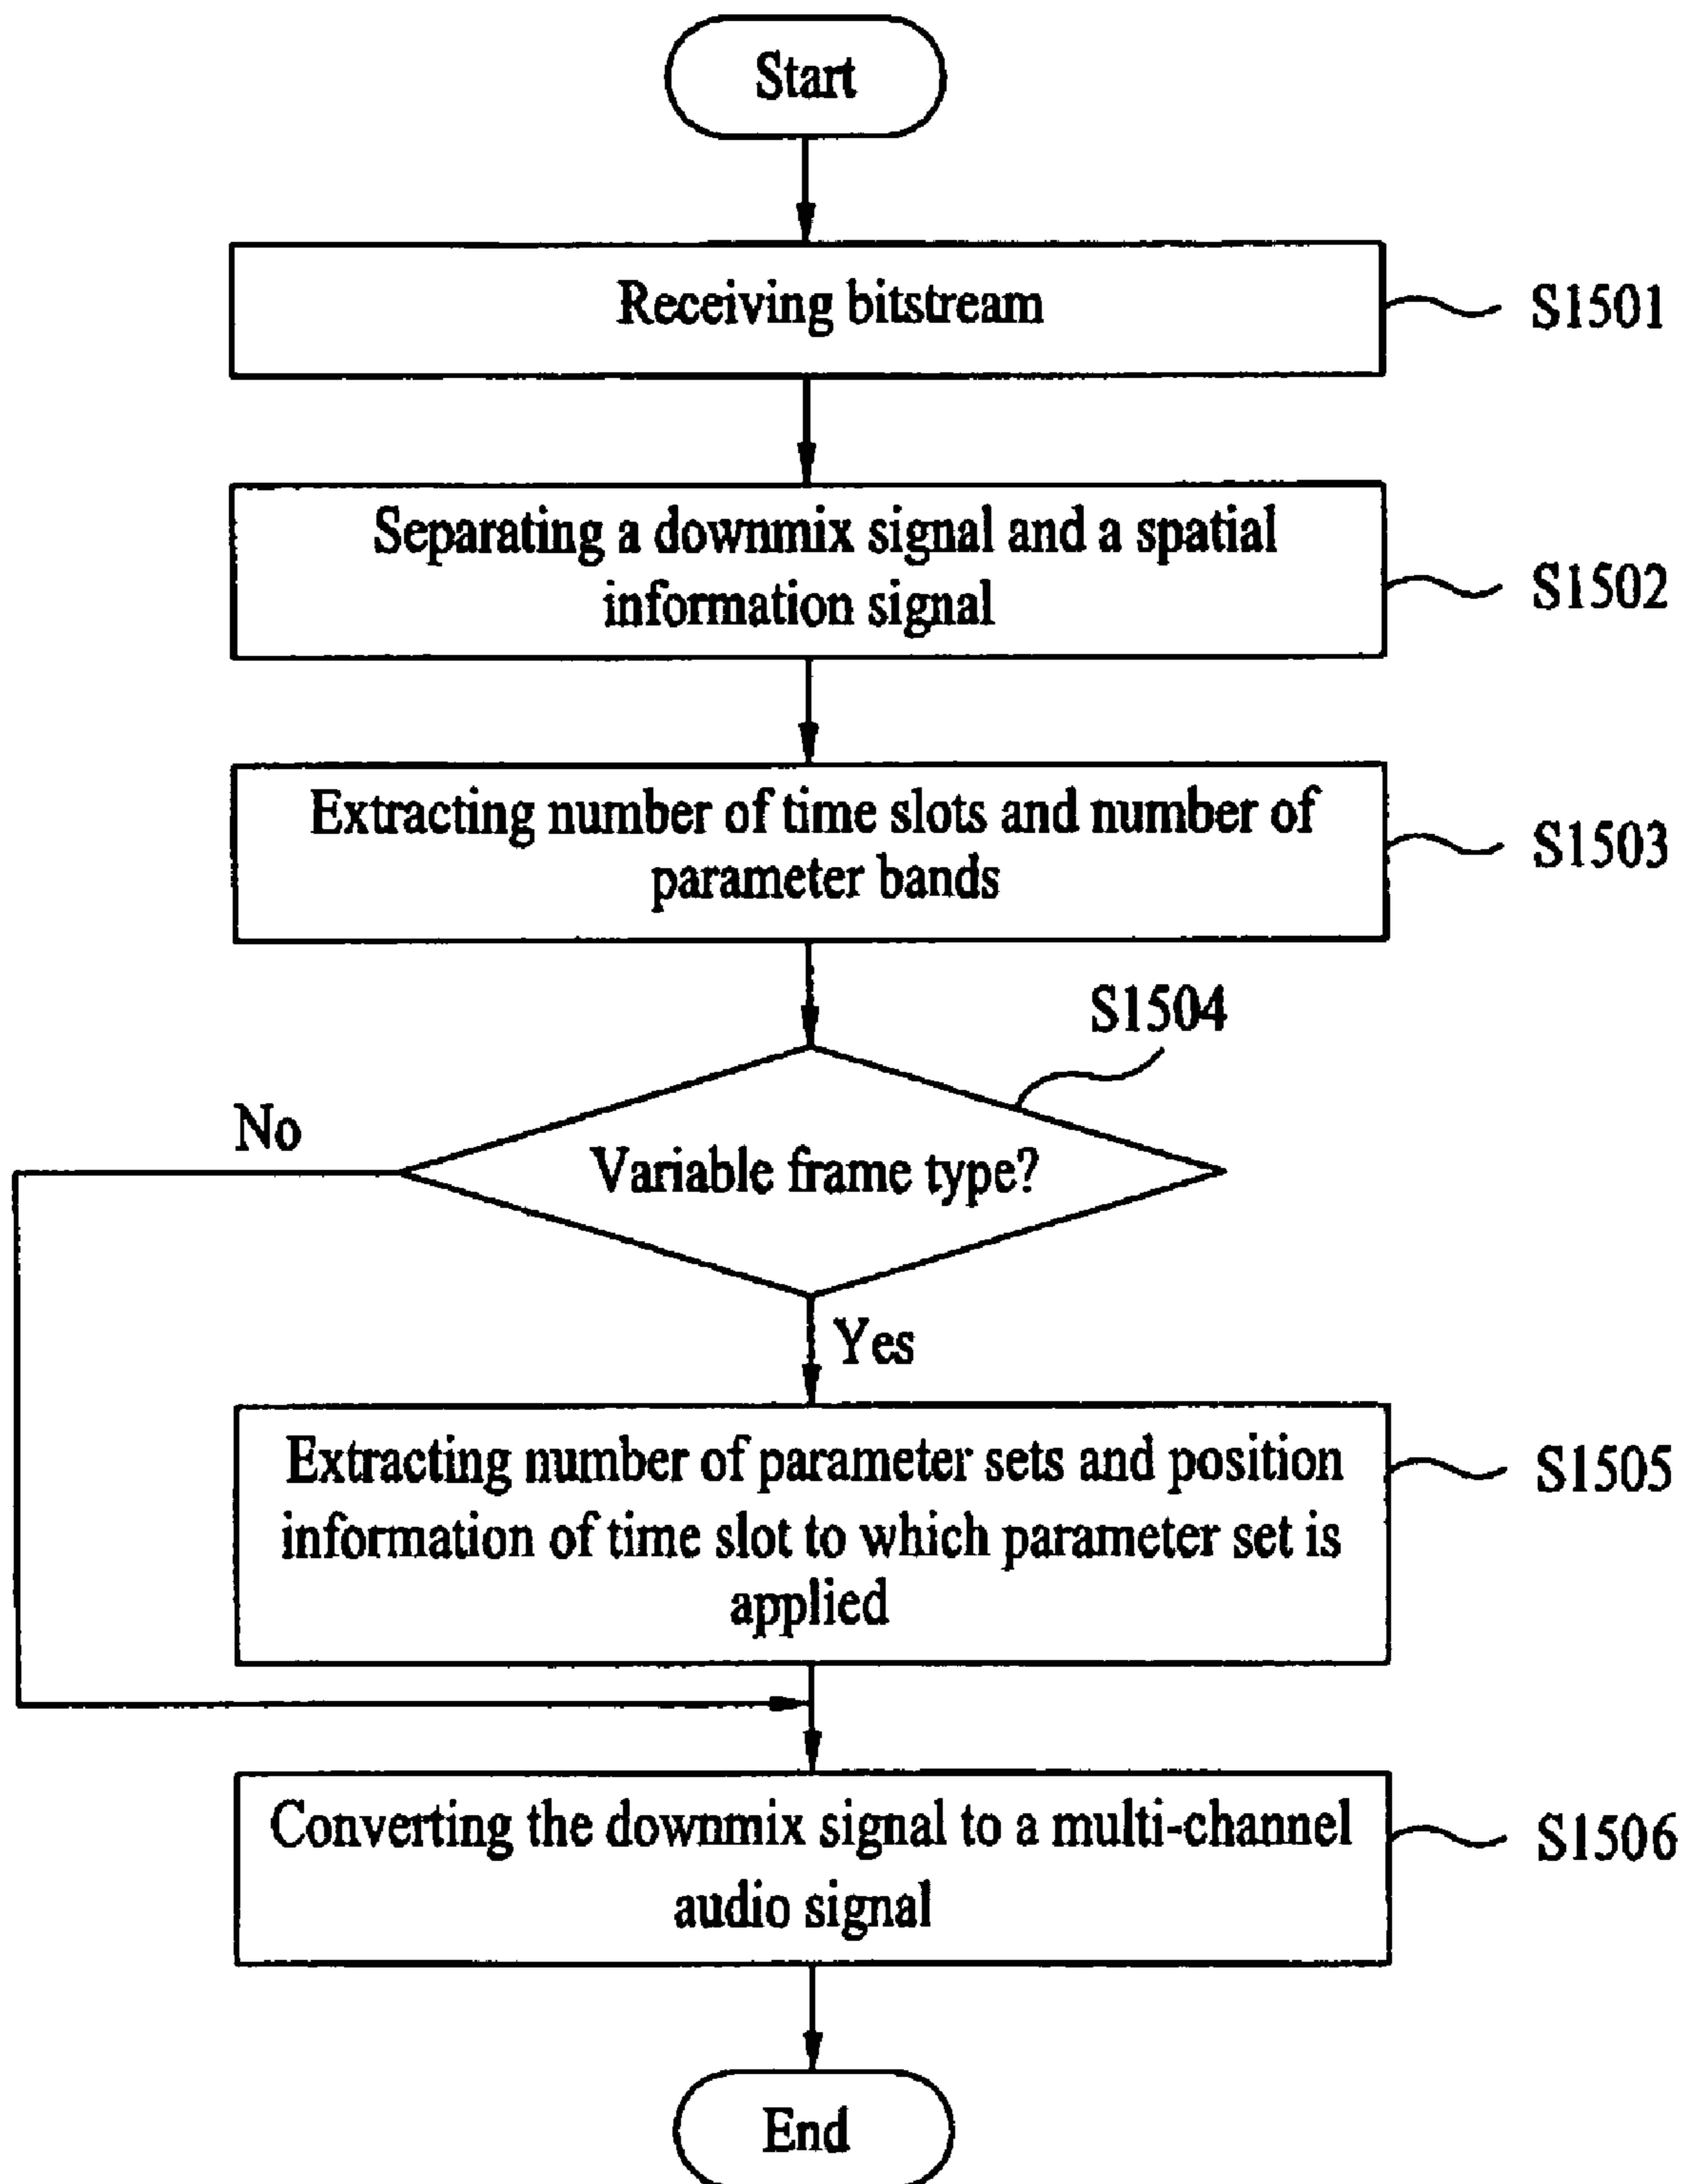 Start
Receiving bitstream
S1501
Separating a downmix signal and a spatial
information signal
S1502
Extracting number of time slots and number of
parameter bands
S1503
S1504
Variable frame type?
No
Yes
Extracting number of parameter sets and position
information of time slot to which parameter set is
applied
S1505
Converting the downmix signal to a multi-channel
audio signal
S1506
End